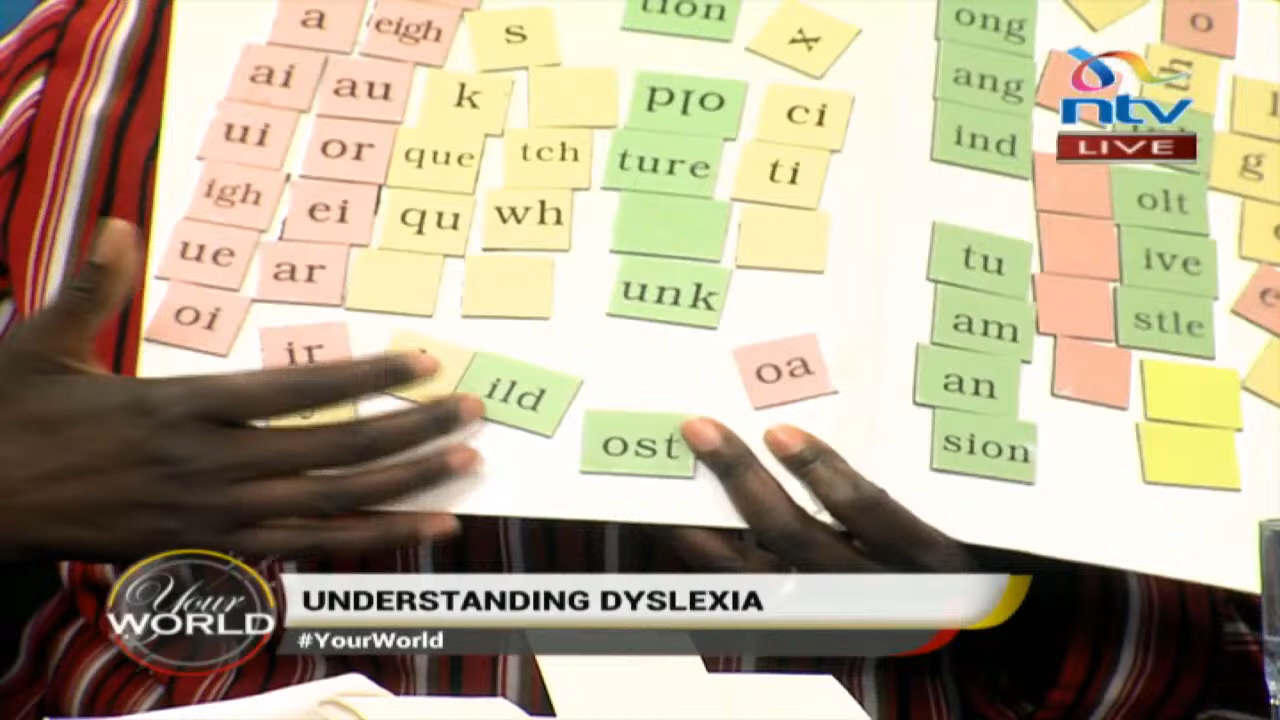 a eigh s tion x ong o
ai au k old ci ang th
ui or que tch ture ti ind g
igh ei qu wh olt
ue ar unk tu ive
oi ir ild oa am stle
ost an
sion
ntv
LIVE
Your WORLD
UNDERSTANDING DYSLEXIA
#YourWorld